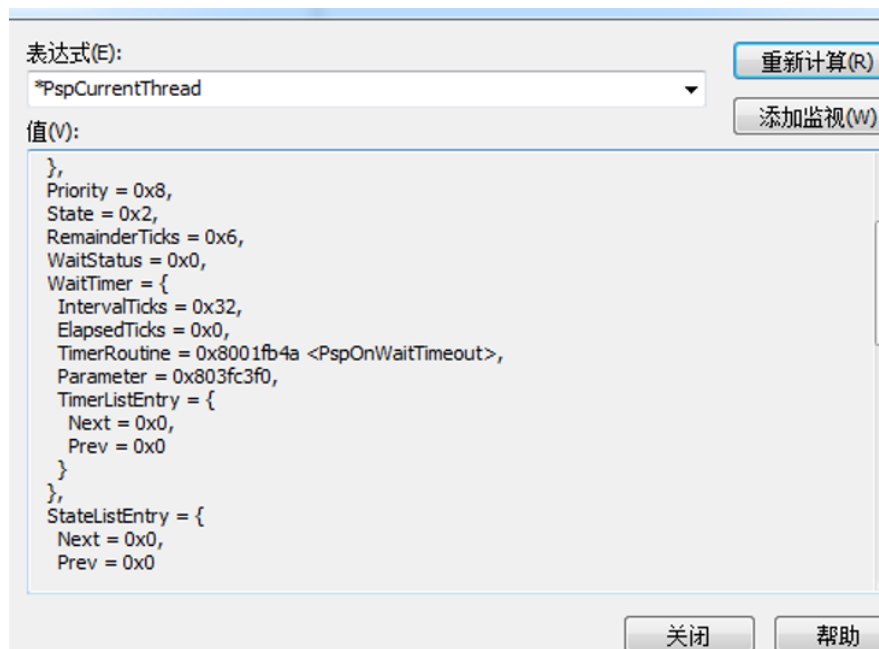 表达式(E):
重新计算(R)
*PspCurrentThread
添加监视(W)
值(V):
},
Priority = 0x8,
State = 0x2,
RemainderTicks = 0x6,
WaitStatus = 0x0,
WaitTimer = {
IntervalTicks = 0x32,
ElapsedTicks = 0x0,
TimerRoutine = 0x8001fb4a <PspOnWaitTimeout>,
Parameter = 0x803fc3f0,
TimerListEntry = {
Next = 0x0,
Prev = 0x0
}
},
StateListEntry = {
Next = 0x0,
Prev = 0x0
关闭
帮助